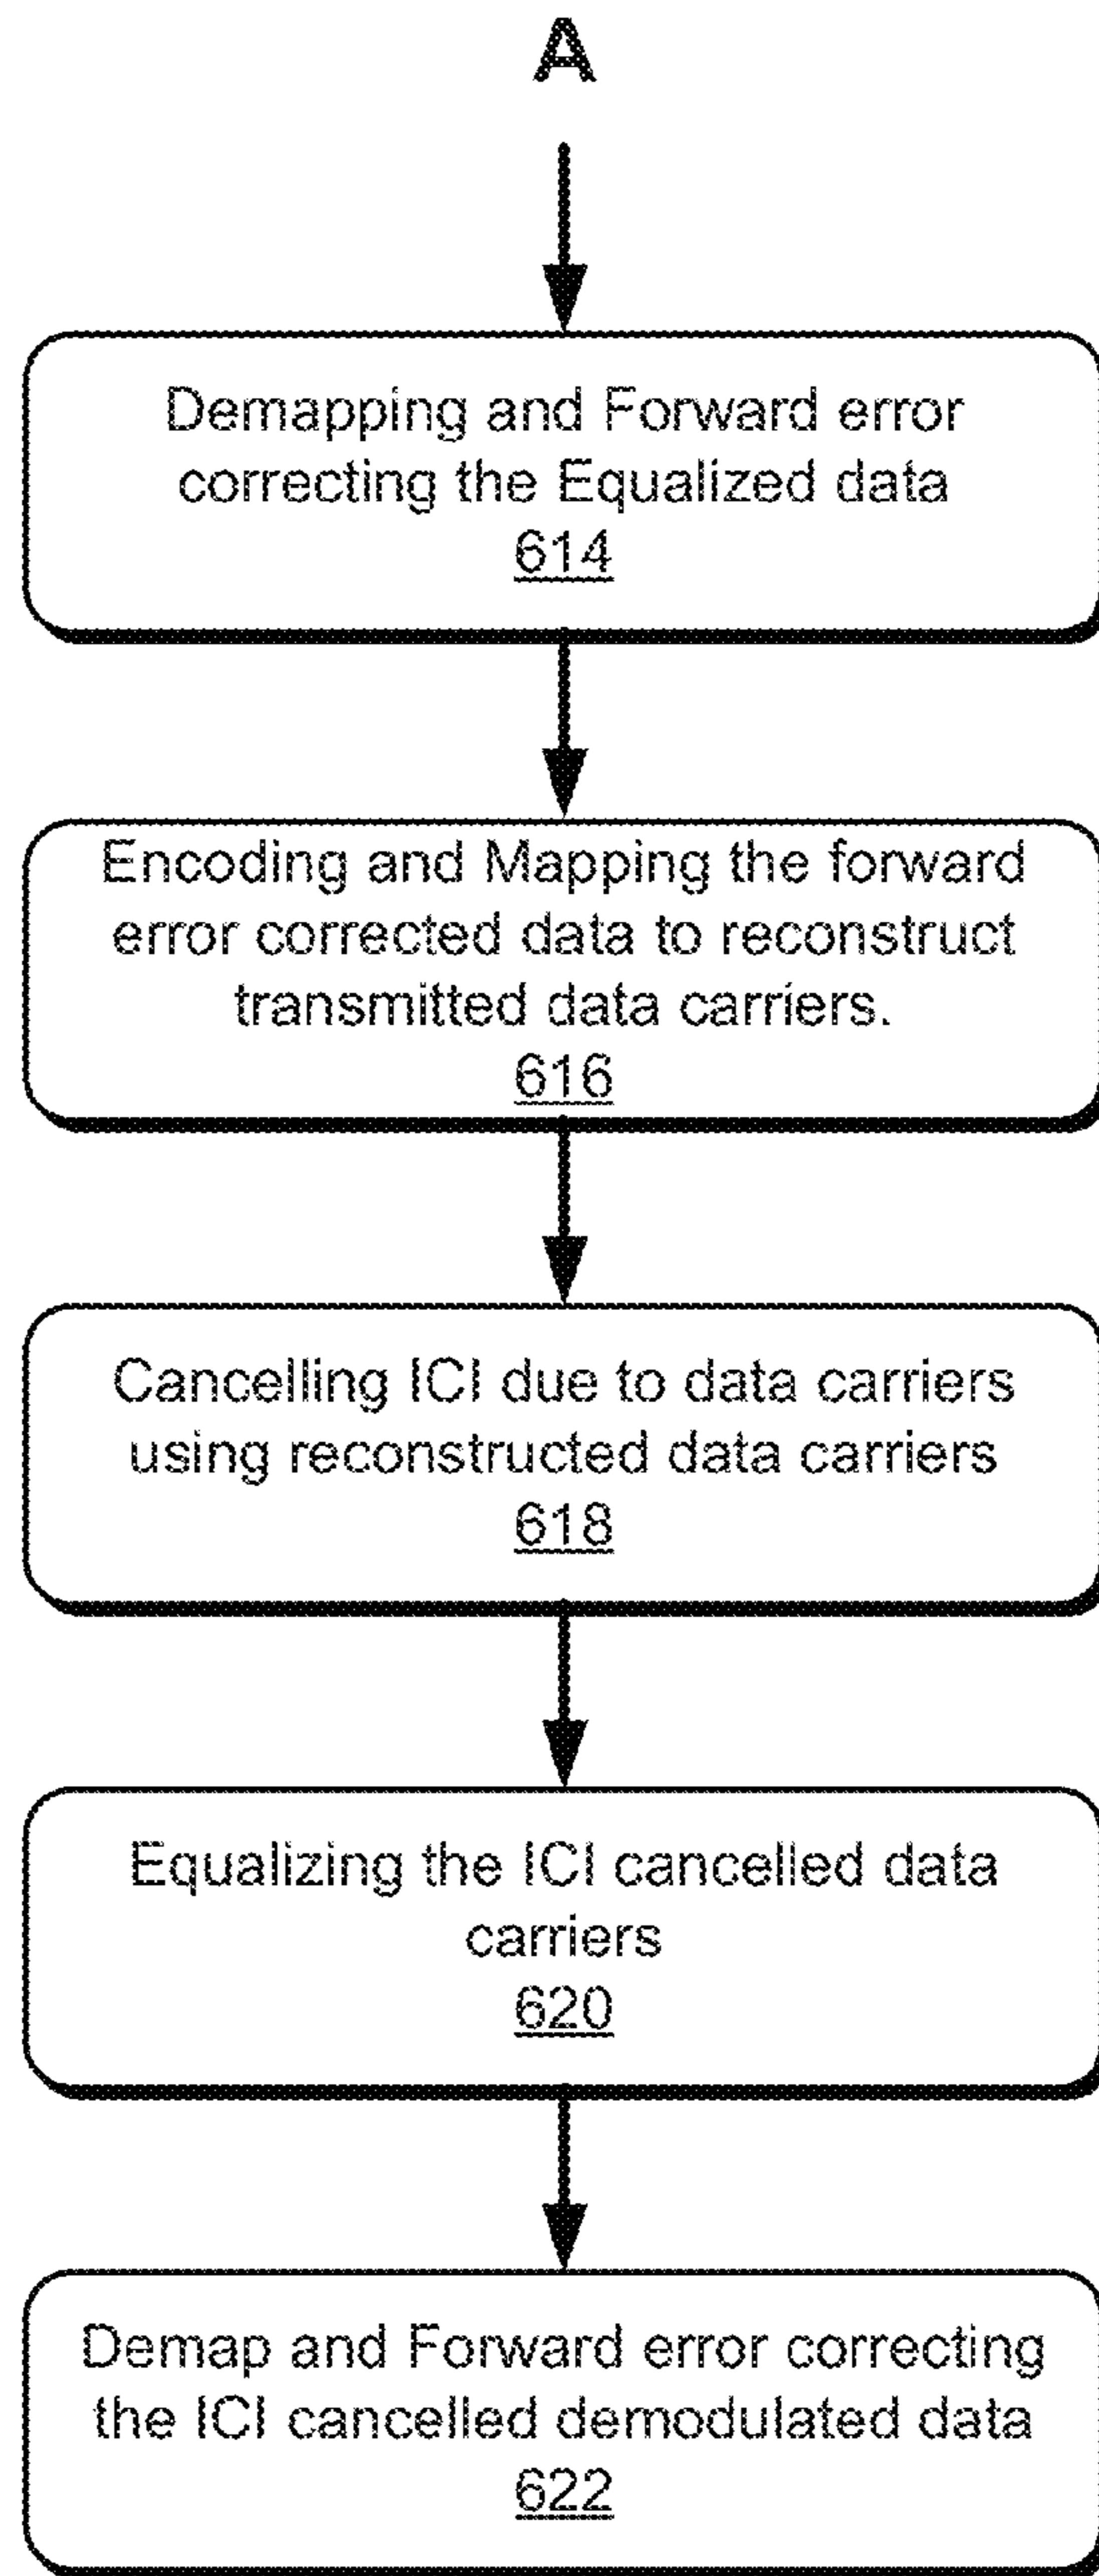 A
Demapping and Forward error
correcting the Equalized data
614
Encoding and Mapping the forward
error corrected data to reconstruct
transmitted data carriers.
616
Cancelling ICI due to data carriers
using reconstructed data carriers
618
Equalizing the ICI cancelled data
carriers
620
Demap and Forward error correcting
the ICI cancelled demodulated data
622